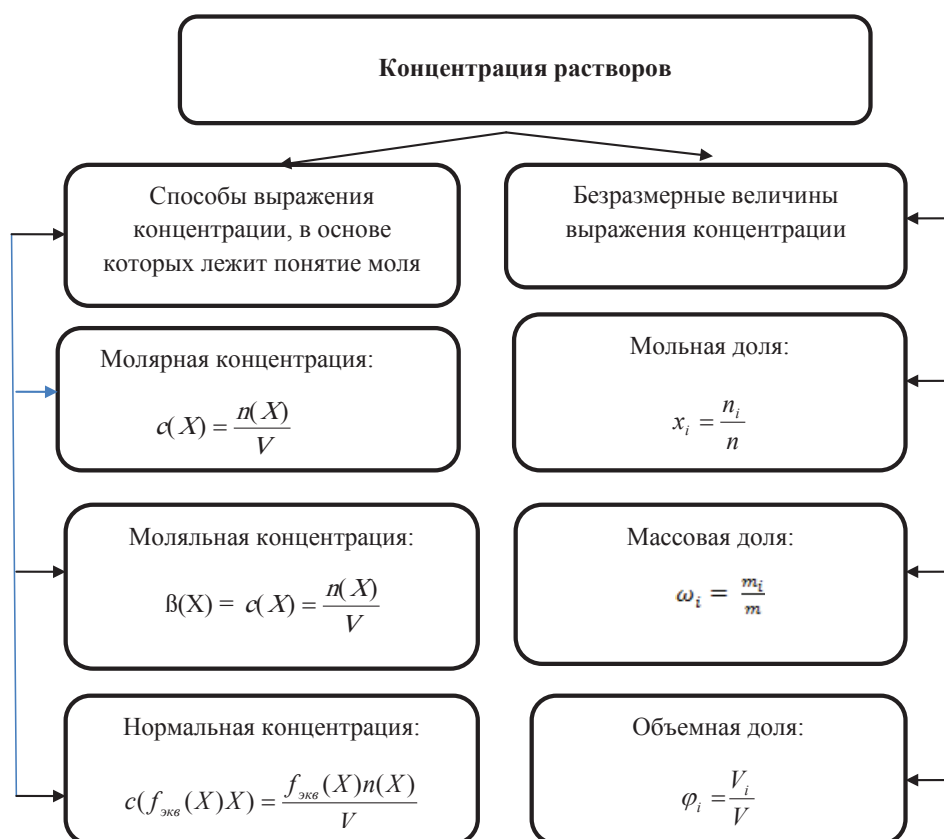 Концентрация растворов
Способы выражения
концентрации, в основе
которых лежит понятие моля
Безразмерные величины
выражения концентрации
Молярная концентрация:
c(X) = n(X)/V
Мольная доля:
x_i = n_i/n
Моляльная концентрация:
ß(X) = c(X) = n(X)/V
Массовая доля:
ω_i = m_i/m
Нормальная концентрация:
c(f_экв(X)X) = f_экв(X)n(X)/V
Объемная доля:
φ_i = V_i/V